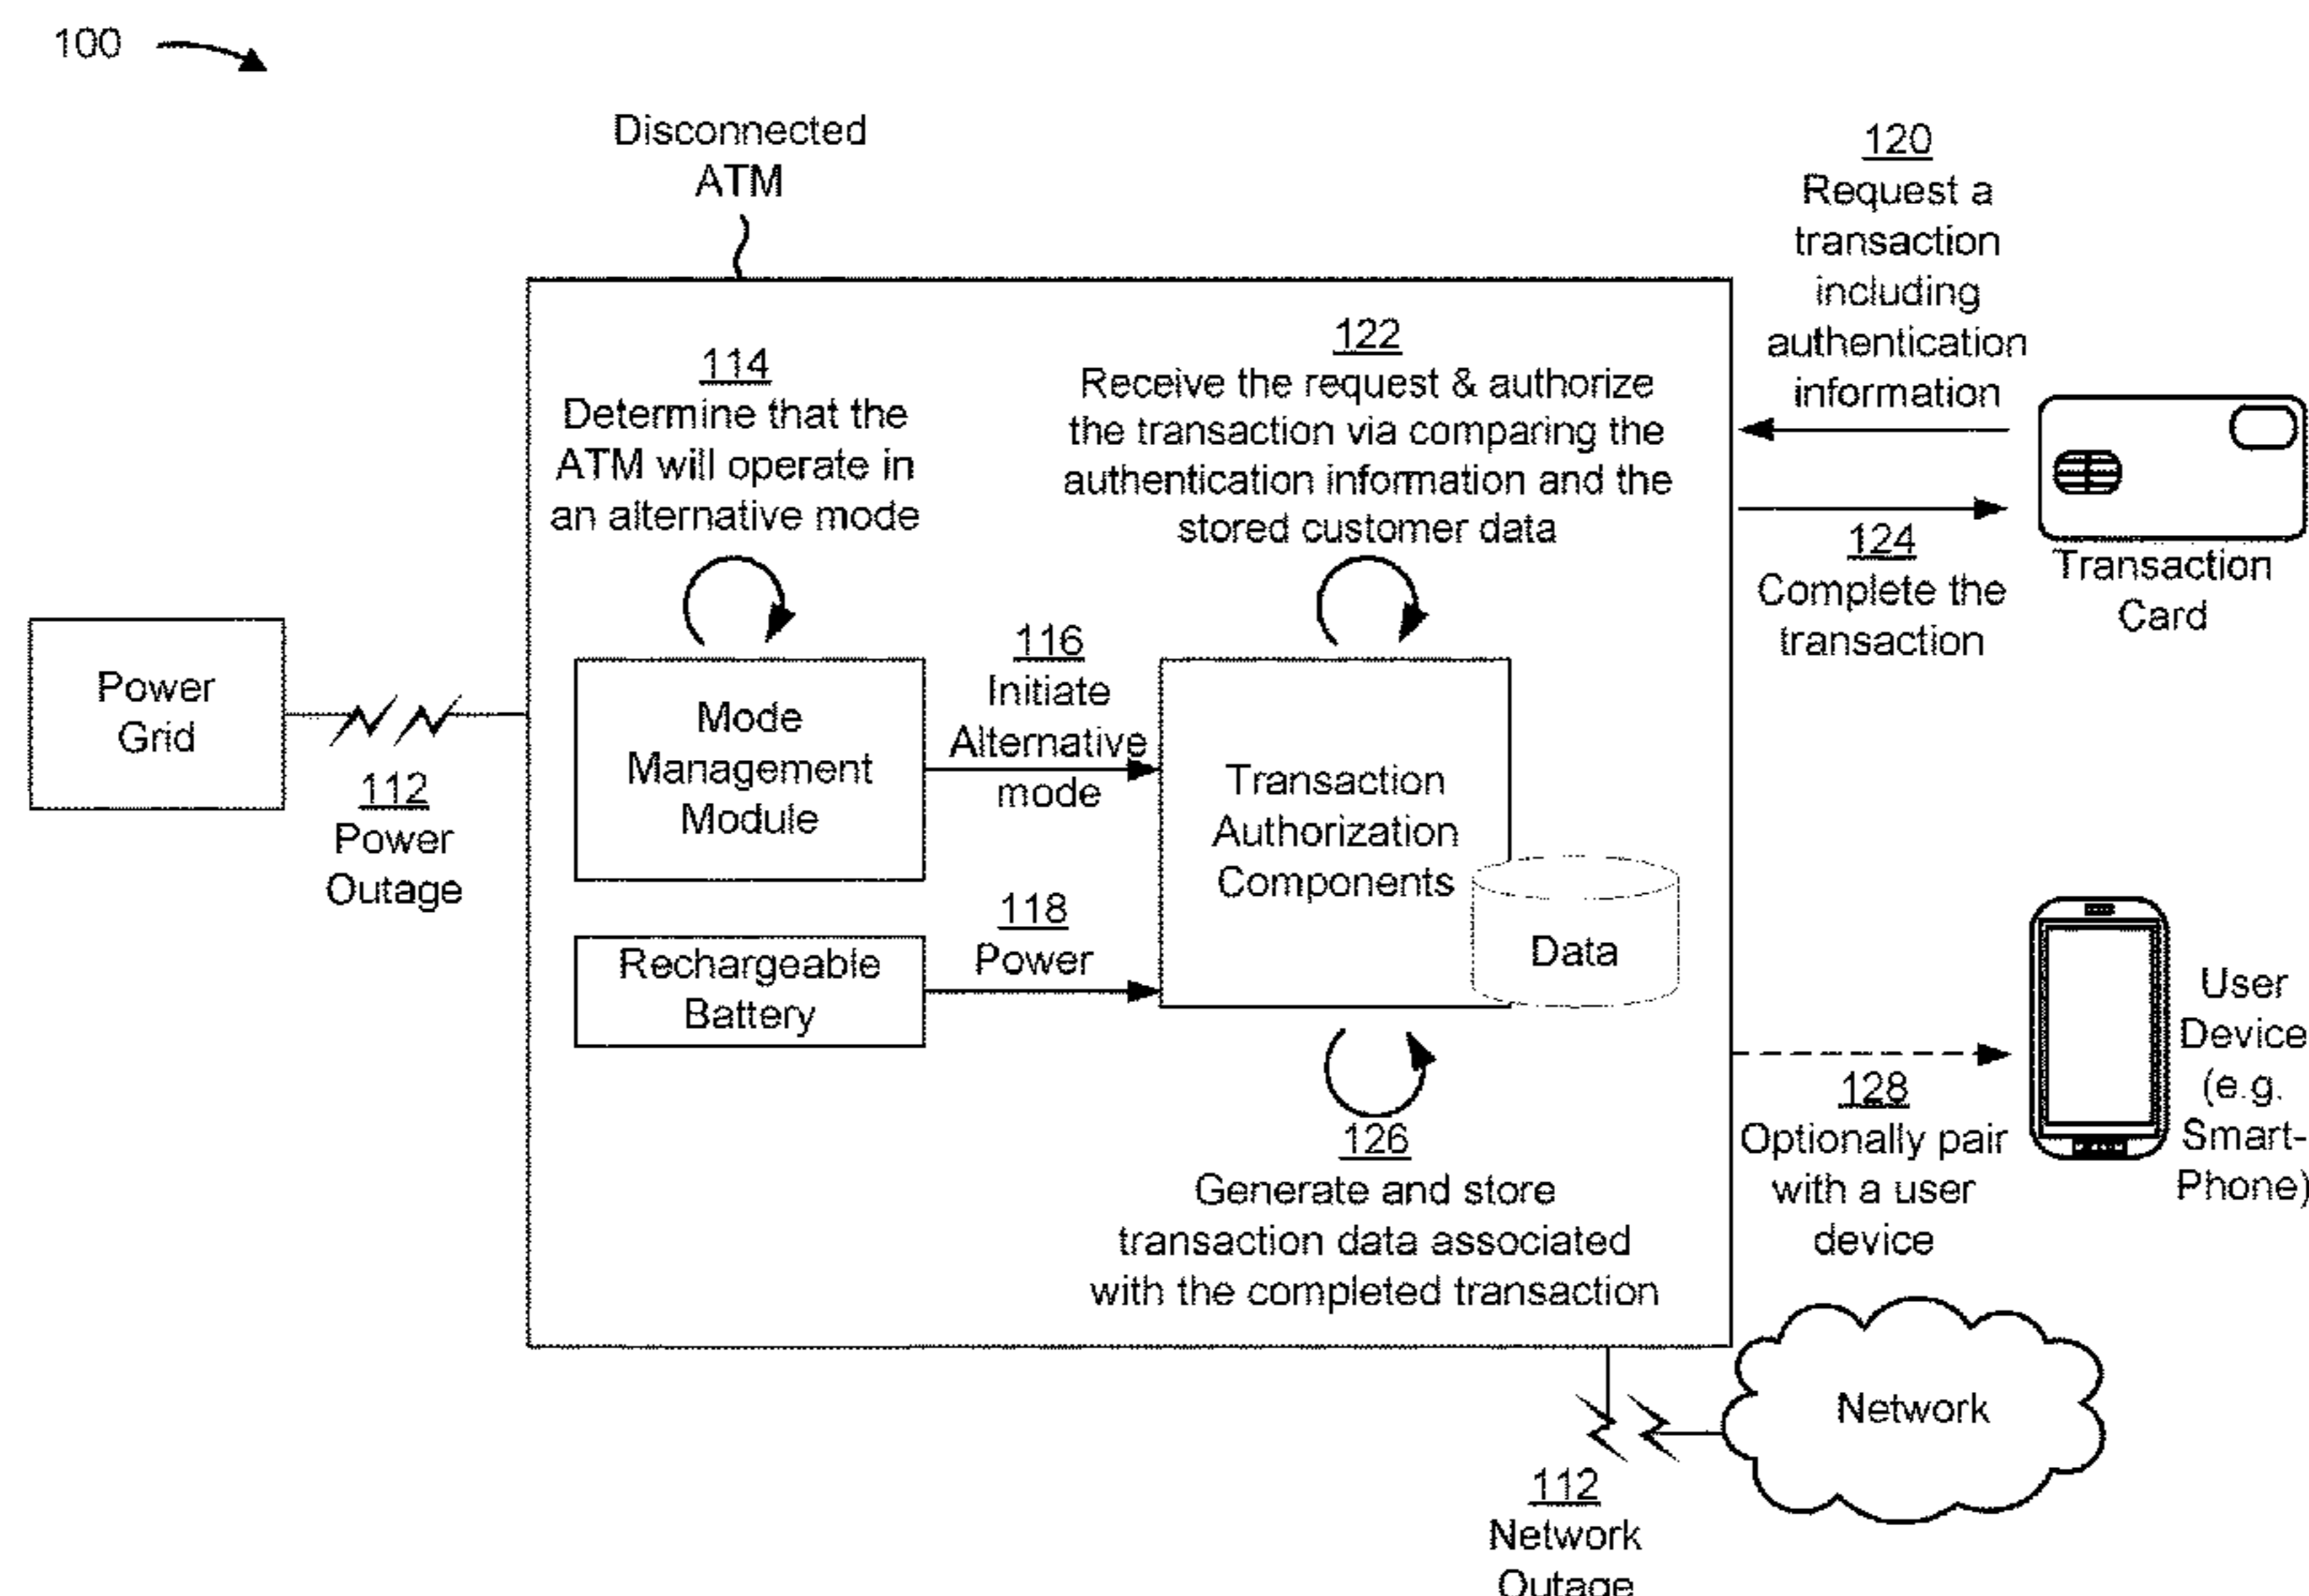 100
Disconnected
ATM
120
Request a
transaction
including
authentication
information
114
Determine that the
ATM will operate in
an alternative mode
122
Receive the request & authorize
the transaction via comparing the
authentication information and the
stored customer data
124
Complete the
transaction
Transaction
Card
Power
Grid
112
Power
Outage
Mode
Management
Module
116
Initiate
Alternative
mode
Transaction
Authorization
Components
Data
Rechargeable
Battery
118
Power
126
Generate and store
transaction data associated
with the completed transaction
128
Optionally pair
with a user
device
User
Device
(e.g.
Smart-
Phone)
Network
112
Network
Outage